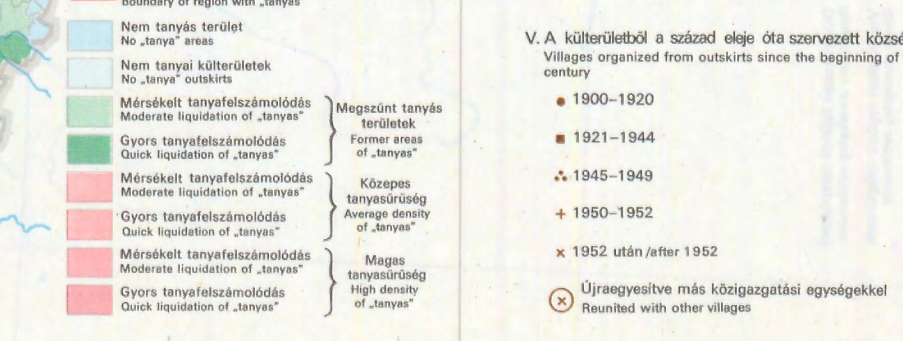 Boundary of region with „tanyas"
Nem tanyás terület
No „tanya" areas
Nem tanyai külterületek
No „tanya" outskirts
Mérsékelt tanyafelszámolódás
Moderate liquidation of „tanyas"
Gyors tanyafelszámolódás
Quick liquidation of „tanyas"
Megszűnt tanyás
területek
Former areas
of „tanyas"
Mérsékelt tanyafelszámolódás
Moderate liquidation of „tanyas"
Gyors tanyafelszámolódás
Quick liquidation of „tanyas"
Közepes
tanyasűrűség
Average density
of „tanyas"
Mérsékelt tanyafelszámolódás
Moderate liquidation of „tanyas"
Gyors tanyafelszámolódás
Quick liquidation of „tanyas"
Magas
tanyasűrűség
High density
of „tanyas"
V. A külterületből a század eleje óta szervezett közsé
Villages organized from outskirts since the beginning of
century
1900–1920
1921–1944
1945–1949
1950–1952
1952 után/after 1952
Újraegyesítve más közigazgatási egységekkel
Reunited with other villages